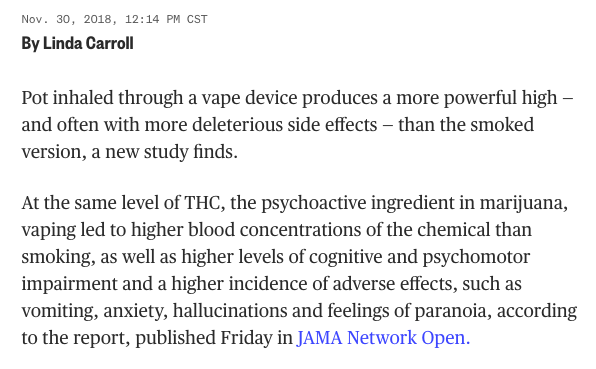 Nov. 30, 2018, 12:14 PM CST
By Linda Carroll
Pot inhaled through a vape device produces a more powerful high —
and often with more deleterious side effects — than the smoked
version, a new study finds.
At the same level of THC, the psychoactive ingredient in marijuana,
vaping led to higher blood concentrations of the chemical than
smoking, as well as higher levels of cognitive and psychomotor
impairment and a higher incidence of adverse effects, such as
vomiting, anxiety, hallucinations and feelings of paranoia, according
to the report, published Friday in JAMA Network Open.